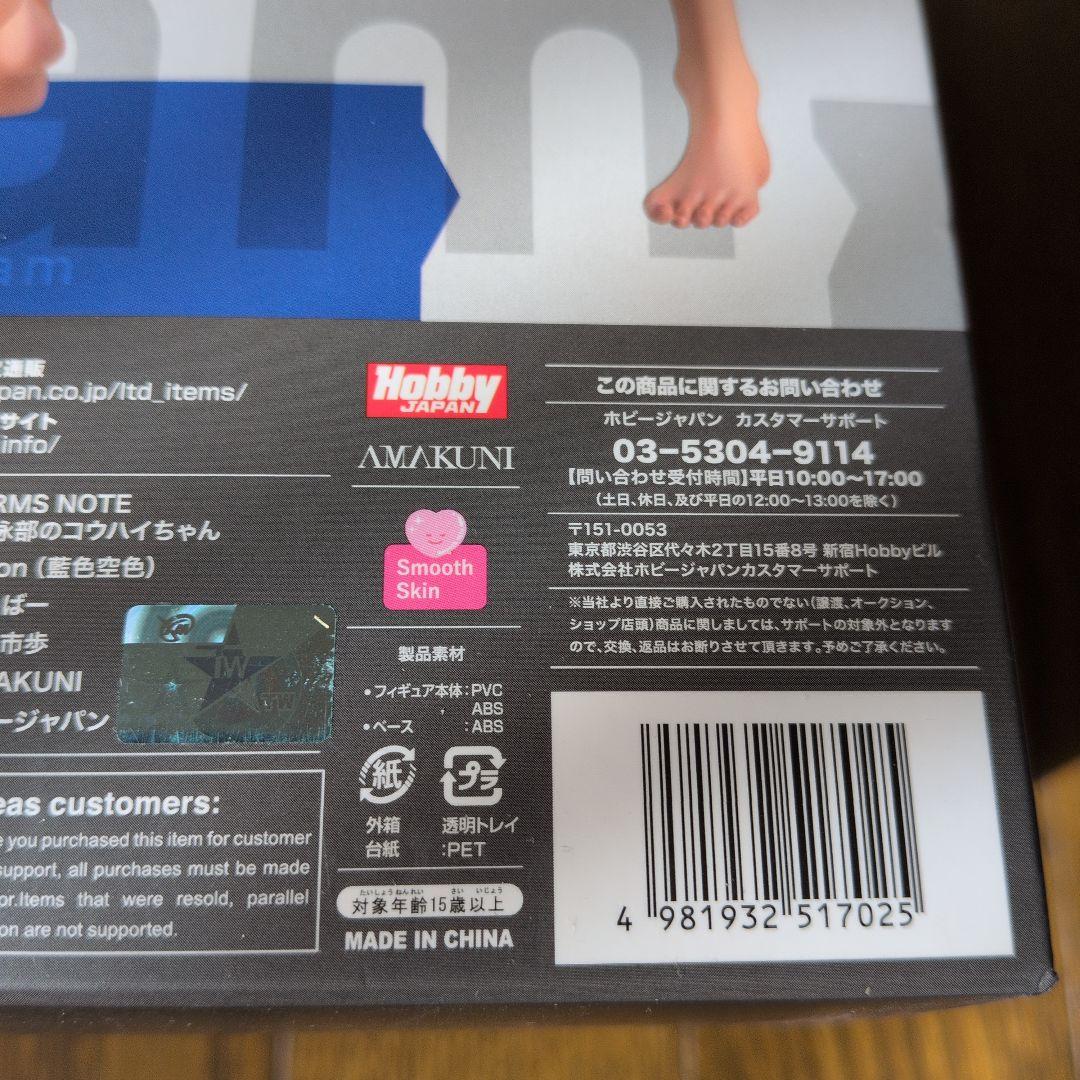 am
通販
pan.co.jp/ltd_items/
サイト
info/
RMS NOTE
泳部のコウハイちゃん
on（藍色空色）
ばー
市歩
AKUNI
ージャパン
eas customers:
e you purchased this item for customer
support, all purchases must be made
or.Items that were resold, parallel
on are not supported.
Hobby
JAPAN
AMAKUNI
Smooth
Skin
製品素材
•フィギュア本体：PVC
ABS
•ベース ：ABS
紙
プラ
外箱
台紙
透明トレイ
：PET
たいしょうねんれい さい いじょう
対象年齢15歳以上
MADE IN CHINA
この商品に関するお問い合わせ
ホビージャパン カスタマーサポート
03-5304-9114
【問い合わせ受付時間】平日10:00〜17:00
（土日、休日、及び平日の12:00〜13:00を除く）
〒151-0053
東京都渋谷区代々木2丁目15番8号 新宿Hobbyビル
株式会社ホビージャパンカスタマーサポート
※当社より直接ご購入されたものでない（譲渡、オークション、
ショップ店頭）商品に関しましては、サポートの対象外となります
ので、交換、返品はお断りさせて頂きます。予めご了承ください。
4 981932 517025